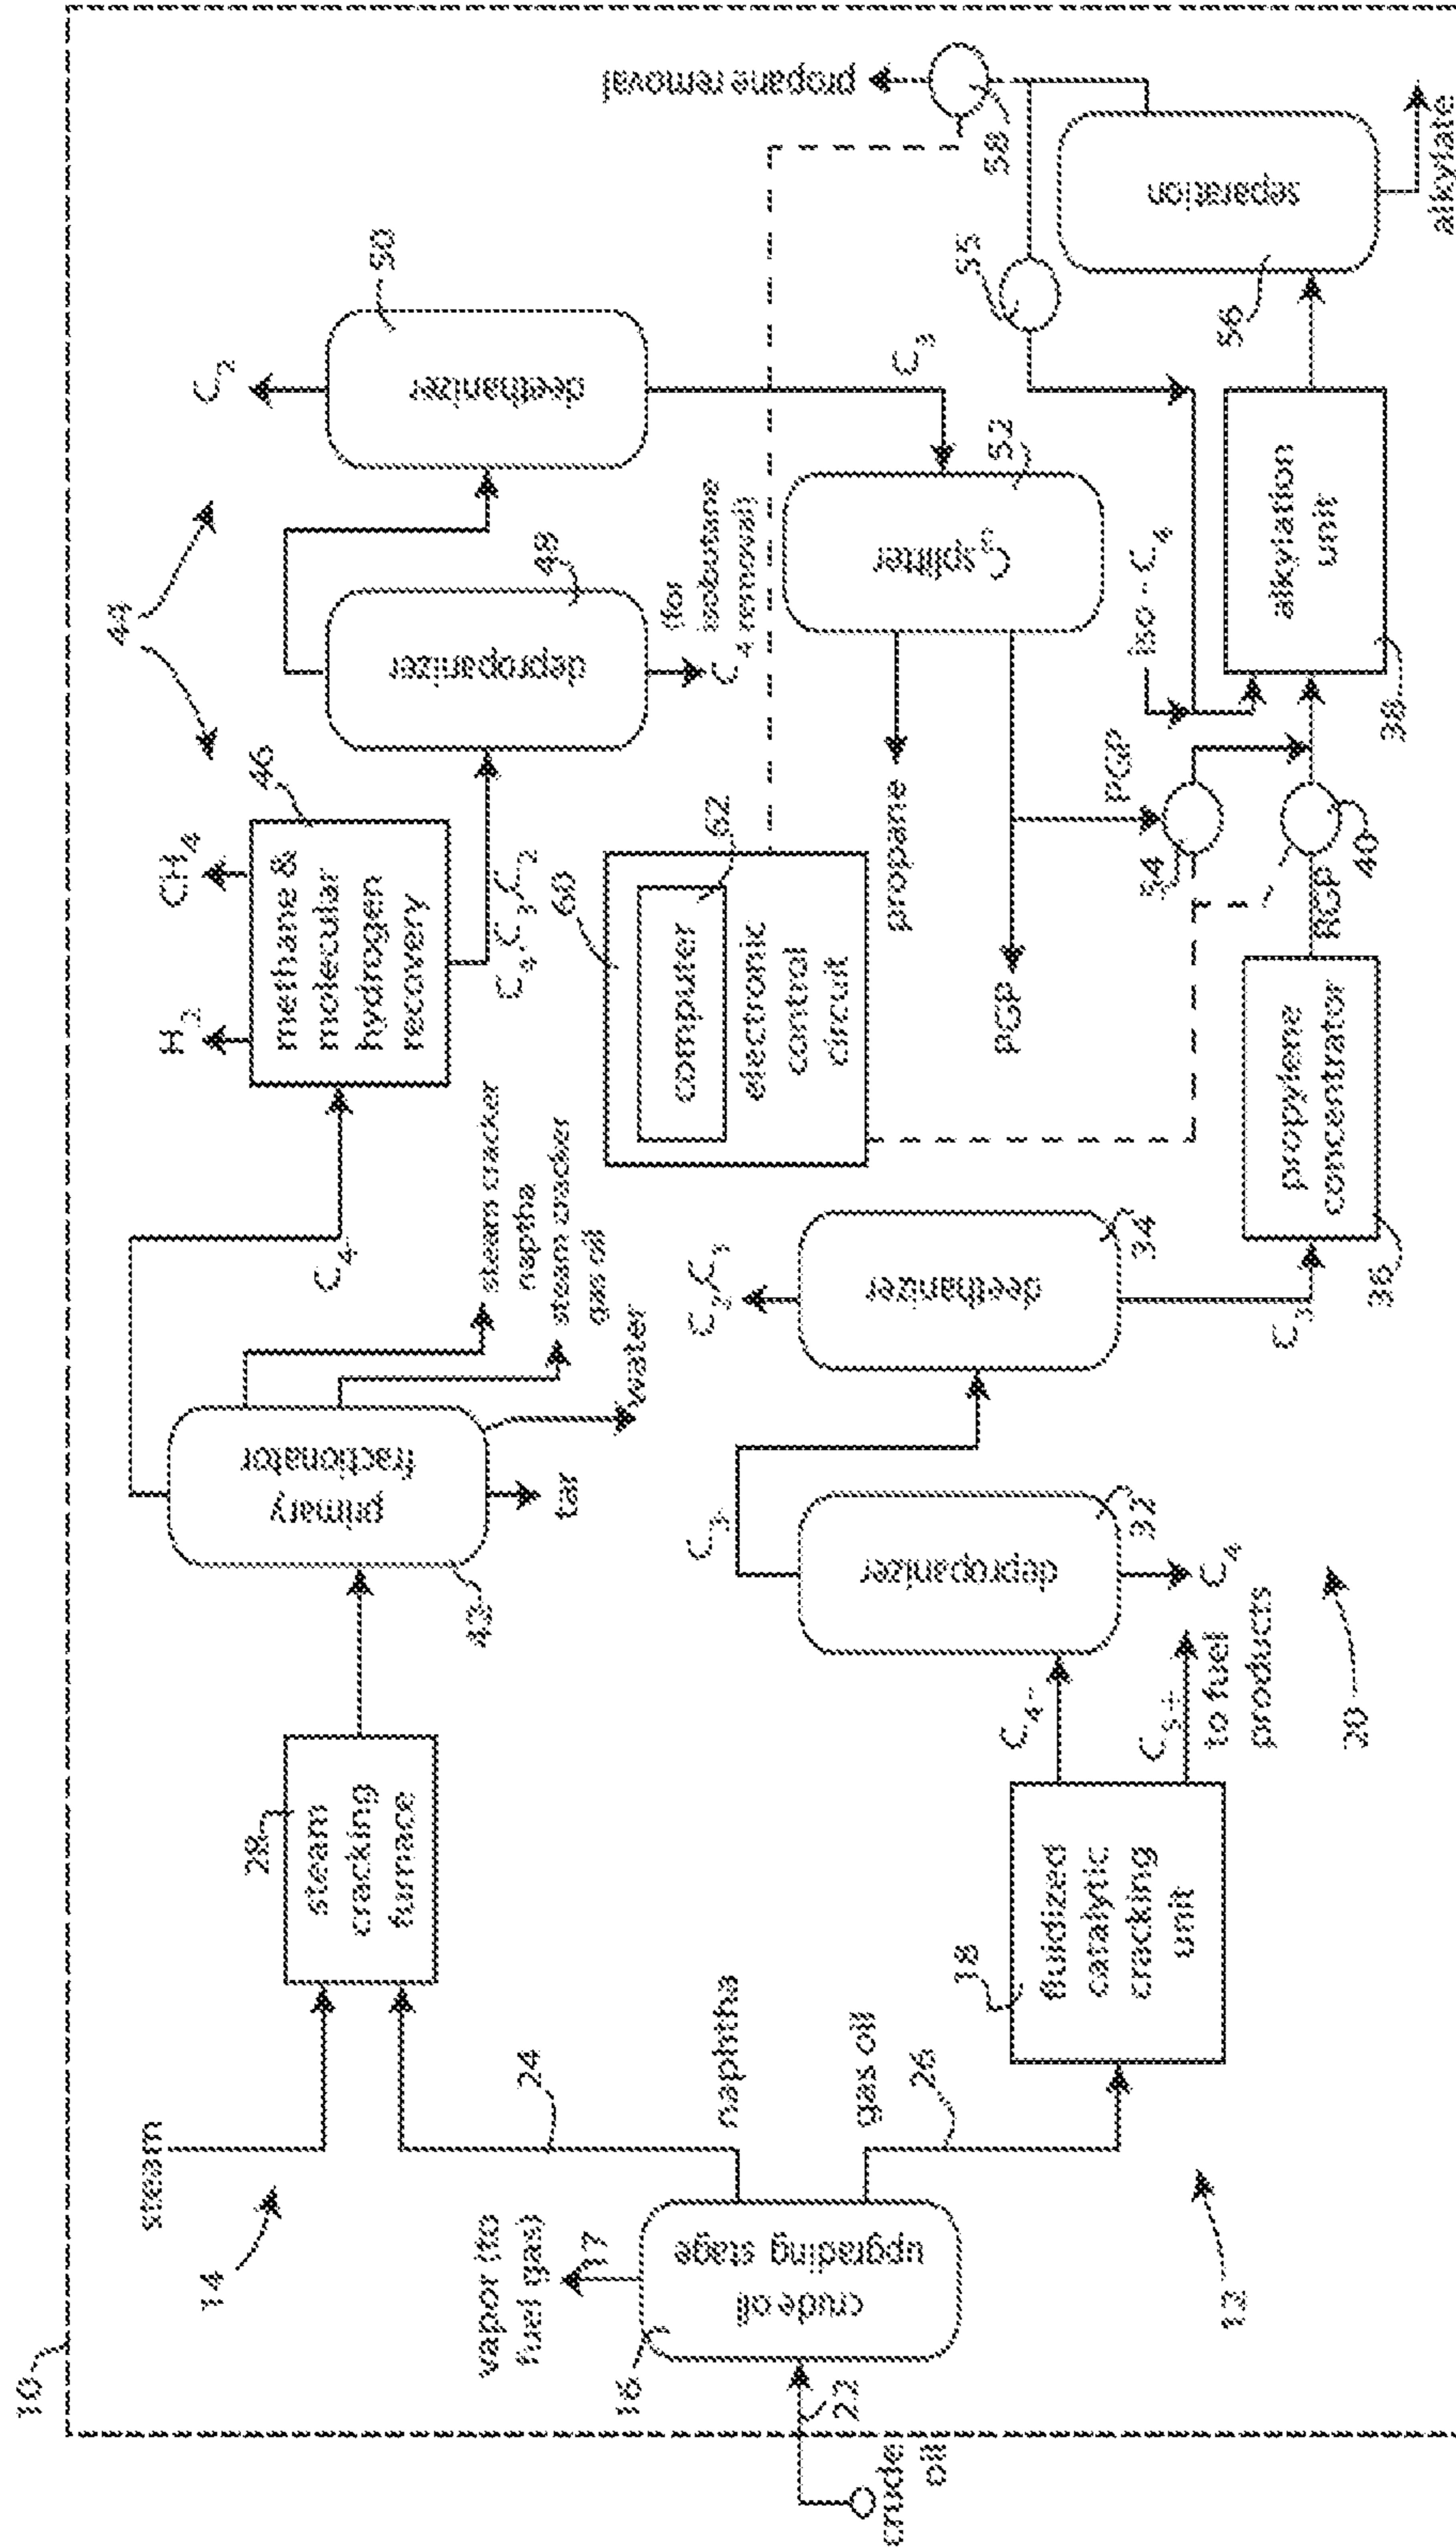 10
crude
oil
22
16
crude oil
upgrading stage
17
vapor (to
fuel gas)
14
steam
24
naphtha
gas oil
26
12
28
steam
cracking
furnace
18
fluidized
catalytic
cracking
unit
C4-
C5+
to fuel
products
20
43
primary
fractionator
tar
water
steam cracker
naptha
steam cracker
gas oil
C4-
depropanizer
32
C4
C3-
deethanizer
34
C2/C1
C3
36
propylene
concentrator
RGP
40
H2
CH4
46
methane &
molecular
hydrogen
recovery
C4,C3/C2
44
depropanizer
48
C4 removal)
isobutane
(for
deethanizer
50
C2
C3
60
62
computer
electronic
control
circuit
C3 splitter
52
propane
PGP
PGP
54
iso - C4
38
alkylation
unit
55
56
separation
58
propane removal
alkylate